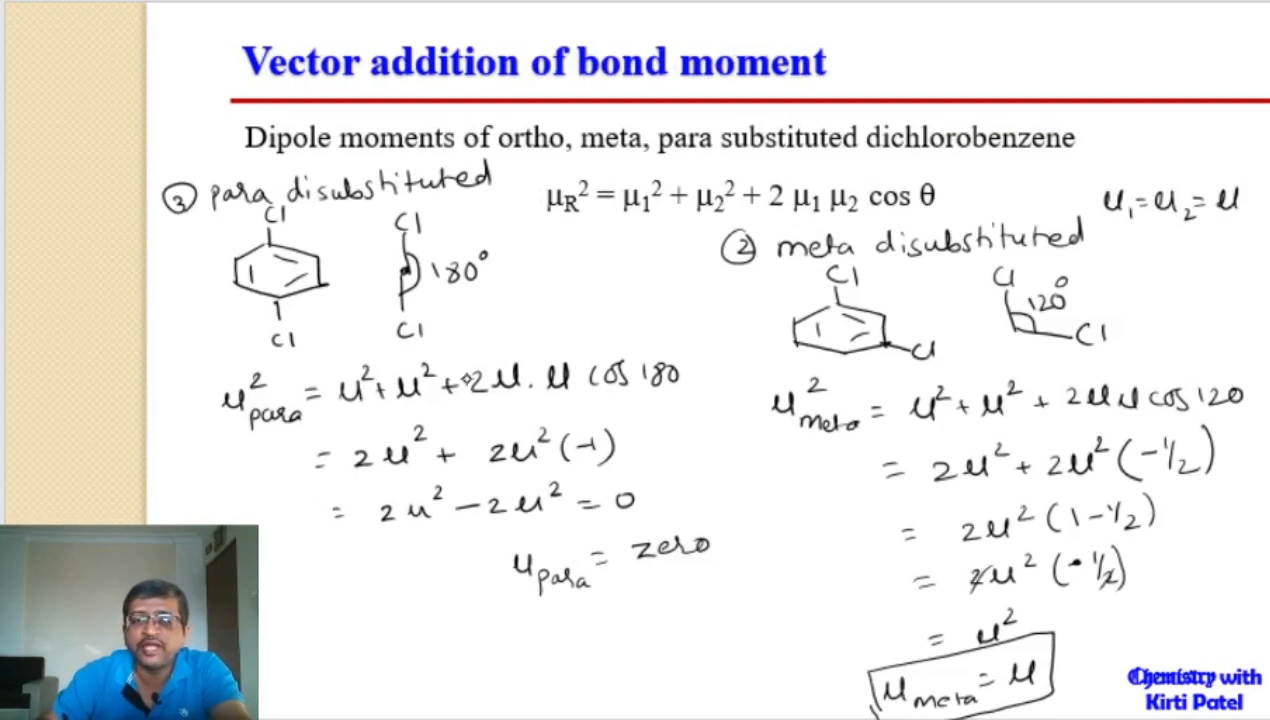 Vector addition of bond moment
Dipole moments of ortho, meta, para substituted dichlorobenzene
μR² = μ1² + μ2² + 2 μ1 μ2 cos θ
μ₁ = μ₂ = μ
③ para disubstituted
Cl
Cl
Cl
180°
Cl
μ²para = μ² + μ² + 2μ. μ cos 180
= 2μ² + 2μ² (-1)
= 2μ² - 2μ² = 0
μpara = zero
② meta disubstituted
Cl
Cl
Cl
120°
Cl
μ²meta = μ² + μ² + 2μμ cos 120
= 2μ² + 2μ² (-1/2)
= 2μ² (1 - 1/2)
= 2μ² (1/2)
= μ²
μmeta = μ
Chemistry with
Kirti Patel